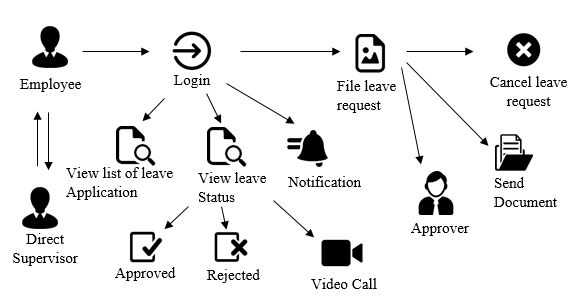 Employee
Login
File leave
request
Cancel leave
request
View list of leave
Application
View leave
Status
Notification
Send
Document
Approver
Direct
Supervisor
Approved
Rejected
Video Call